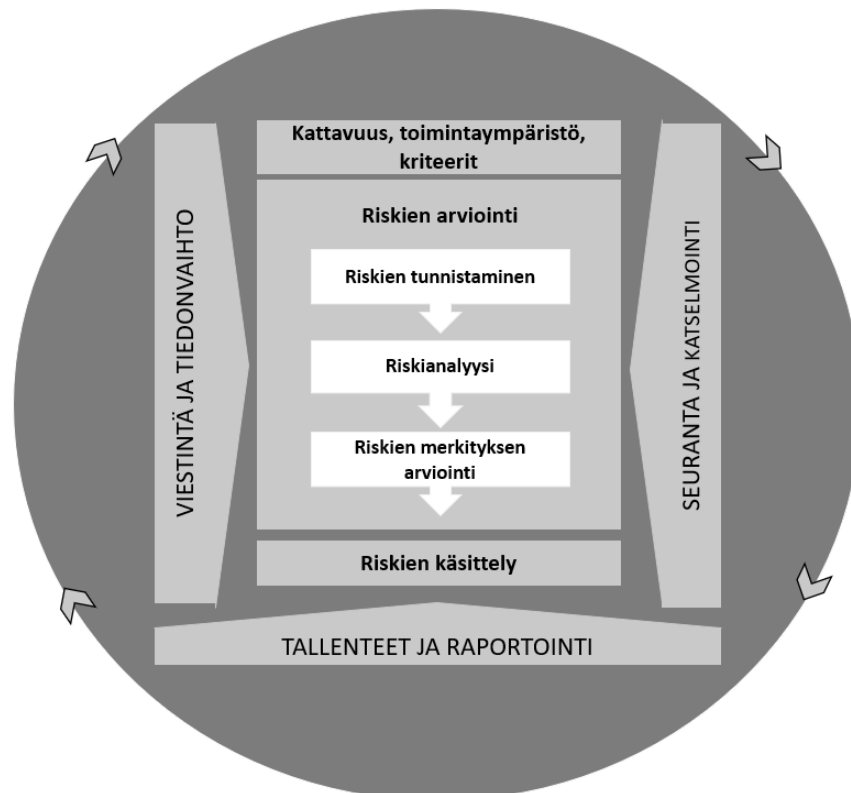 Kattavuus, toimintaympäristö,
kriteerit
Riskien arviointi
Riskien tunnistaminen
Riskianalyysi
Riskien merkityksen
arviointi
Riskien käsittely
VIESTINTÄ JA TIEDONVAIHTO
SEURANTA JA KATSELMOINTI
TALLENTEET JA RAPORTOINTI